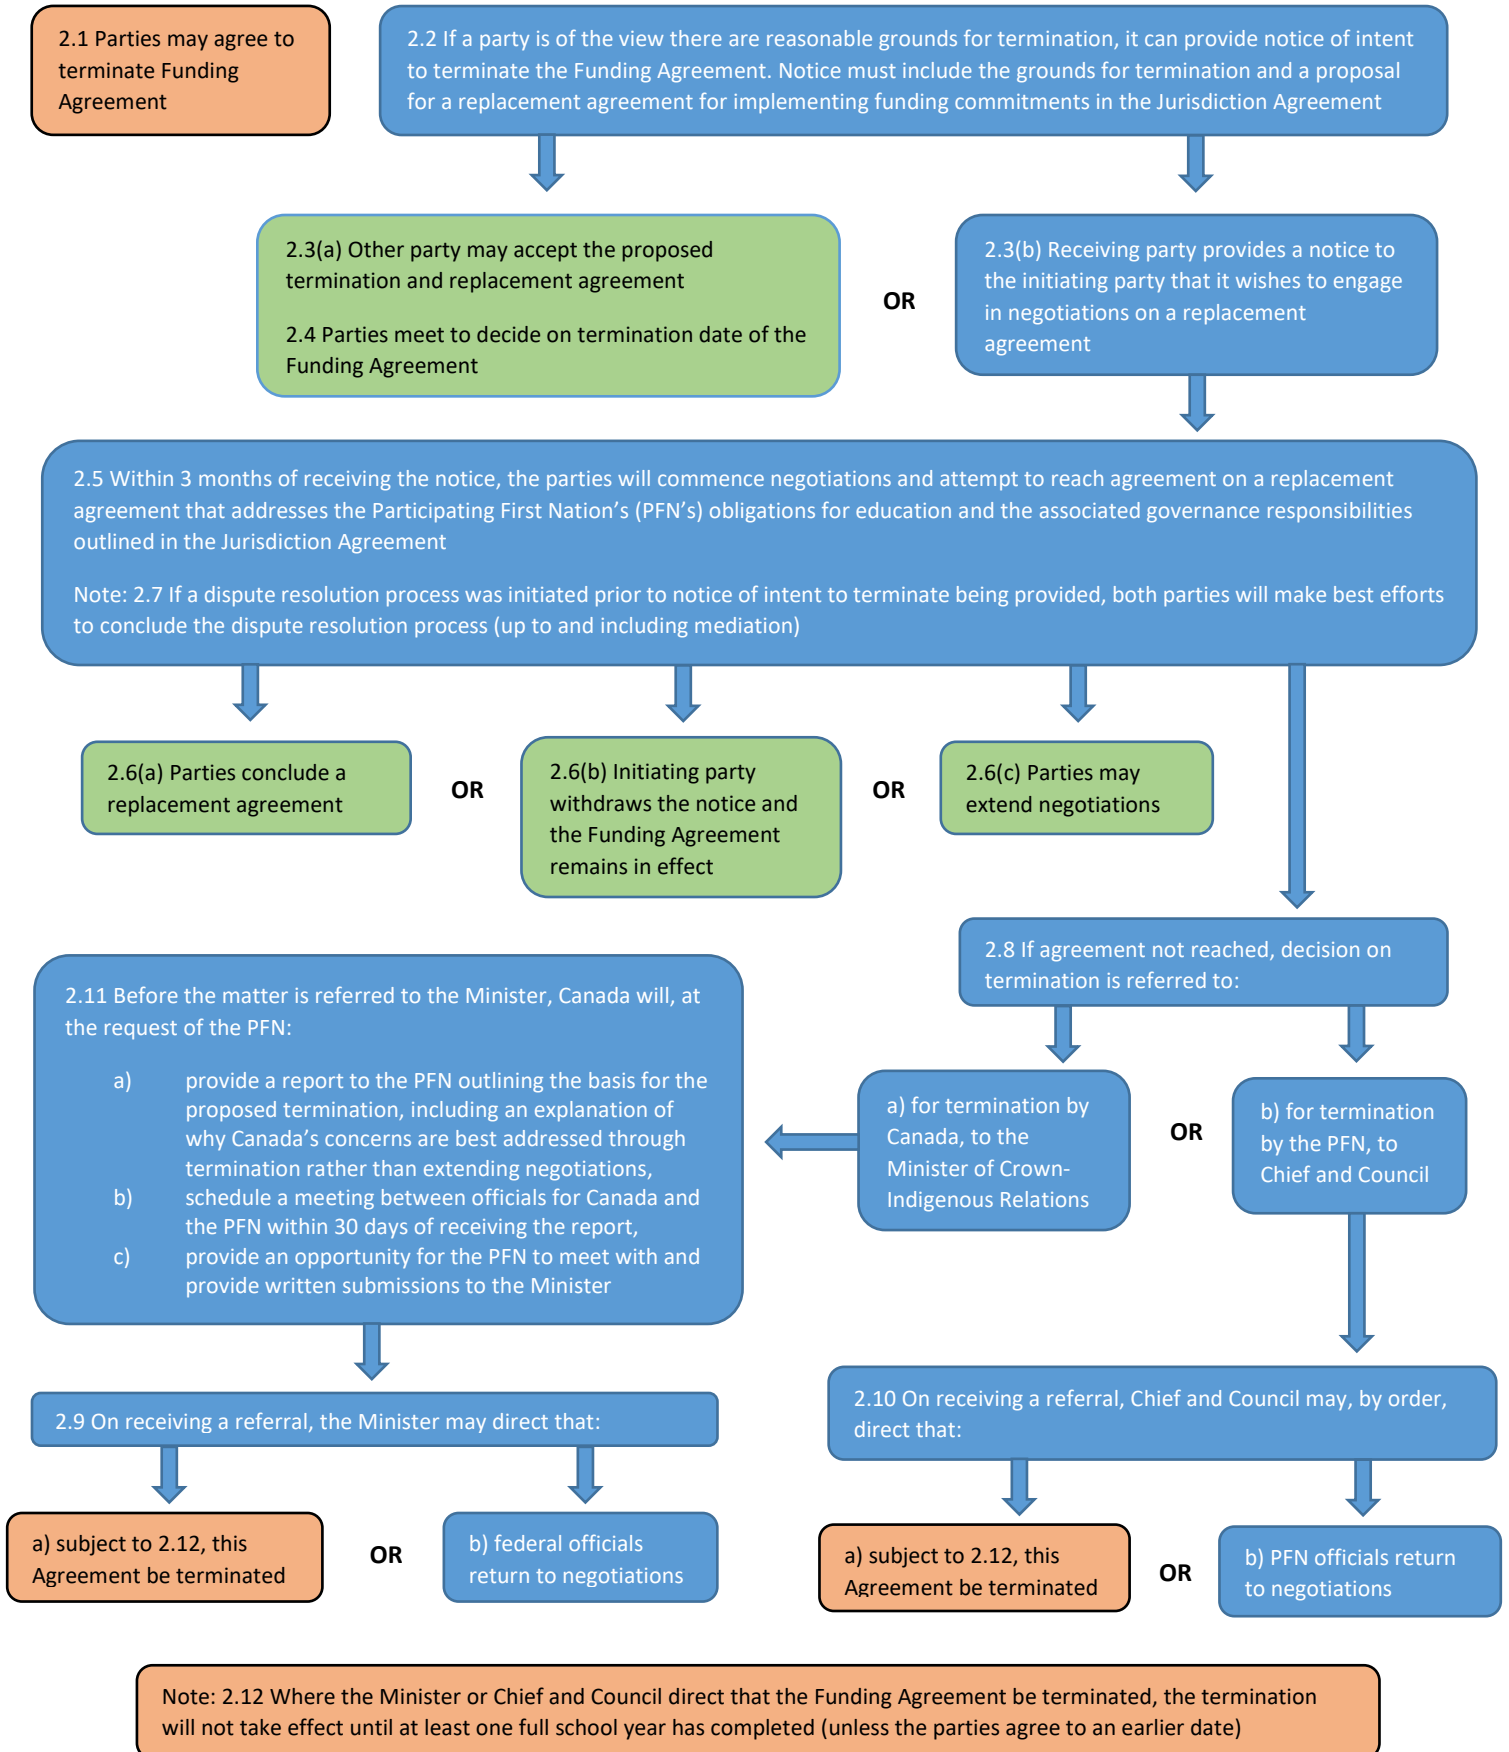 2.1 Parties may agree to
terminate Funding
Agreement
2.2 If a party is of the view there are reasonable grounds for termination, it can provide notice of intent
to terminate the Funding Agreement. Notice must include the grounds for termination and a proposal
for a replacement agreement for implementing funding commitments in the Jurisdiction Agreement
2.3(a) Other party may accept the proposed
termination and replacement agreement
2.4 Parties meet to decide on termination date of the
Funding Agreement
OR
2.3(b) Receiving party provides a notice to
the initiating party that it wishes to engage
in negotiations on a replacement
agreement
2.5 Within 3 months of receiving the notice, the parties will commence negotiations and attempt to reach agreement on a replacement
agreement that addresses the Participating First Nation’s (PFN’s) obligations for education and the associated governance responsibilities
outlined in the Jurisdiction Agreement
Note: 2.7 If a dispute resolution process was initiated prior to notice of intent to terminate being provided, both parties will make best efforts
to conclude the dispute resolution process (up to and including mediation)
2.6(a) Parties conclude a
replacement agreement
OR
2.6(b) Initiating party
withdraws the notice and
the Funding Agreement
remains in effect
OR
2.6(c) Parties may
extend negotiations
2.8 If agreement not reached, decision on
termination is referred to:
a) for termination by
Canada, to the
Minister of Crown-
Indigenous Relations
OR
b) for termination
by the PFN, to
Chief and Council
2.11 Before the matter is referred to the Minister, Canada will, at
the request of the PFN:
a) provide a report to the PFN outlining the basis for the
proposed termination, including an explanation of
why Canada’s concerns are best addressed through
termination rather than extending negotiations,
b) schedule a meeting between officials for Canada and
the PFN within 30 days of receiving the report,
c) provide an opportunity for the PFN to meet with and
provide written submissions to the Minister
2.9 On receiving a referral, the Minister may direct that:
a) subject to 2.12, this
Agreement be terminated
OR
b) federal officials
return to negotiations
2.10 On receiving a referral, Chief and Council may, by order,
direct that:
a) subject to 2.12, this
Agreement be terminated
OR
b) PFN officials return
to negotiations
Note: 2.12 Where the Minister or Chief and Council direct that the Funding Agreement be terminated, the termination
will not take effect until at least one full school year has completed (unless the parties agree to an earlier date)